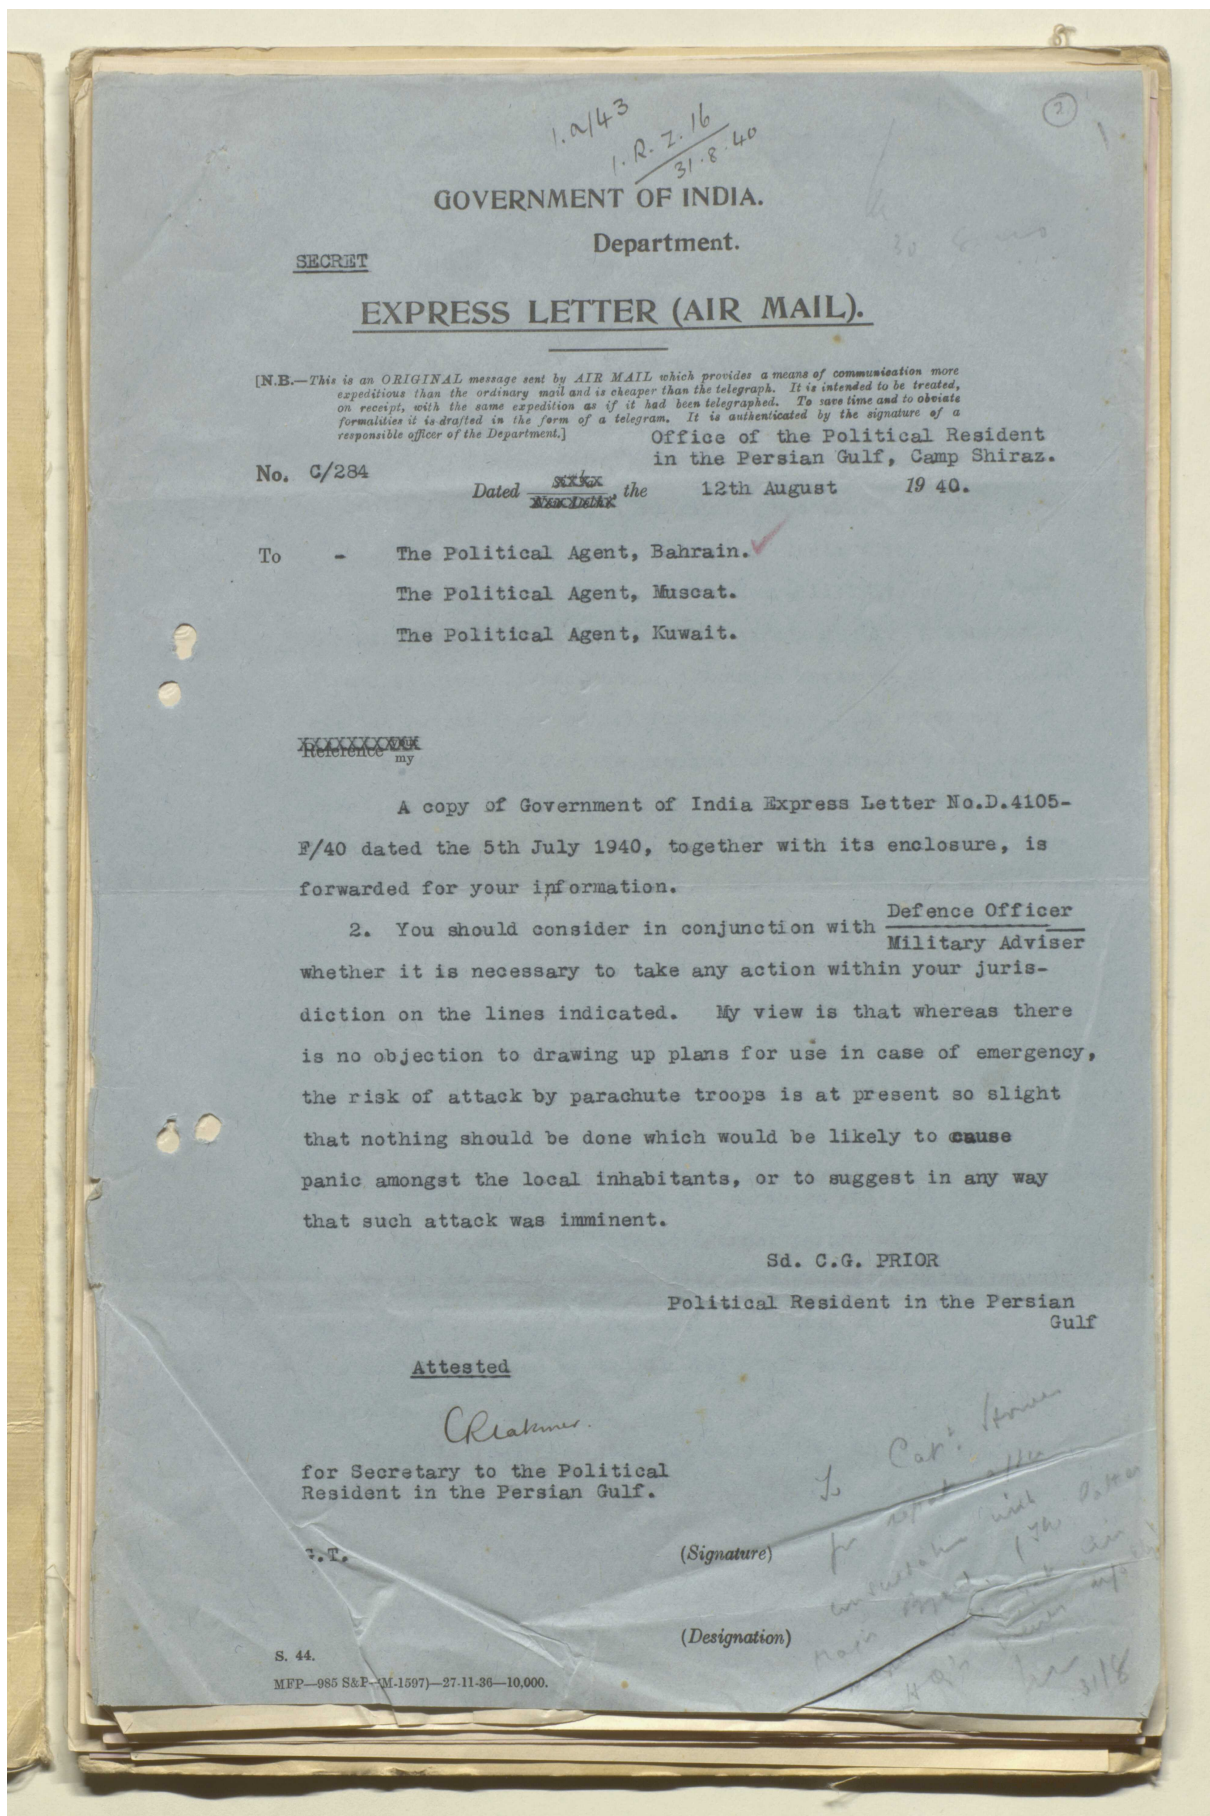 1.a/43
1.R.Z.16
31.8.40
2
GOVERNMENT OF INDIA.
Department.
SECRET
EXPRESS LETTER (AIR MAIL).
[N.B.—This is an ORIGINAL message sent by AIR MAIL which provides a means of communication more
expeditious than the ordinary mail and is cheaper than the telegraph. It is intended to be treated,
on receipt, with the same expedition as if it had been telegraphed. To save time and to obviate
formalities it is drafted in the form of a telegram. It is authenticated by the signature of a
responsible officer of the Department.]
Office of the Political Resident
in the Persian Gulf, Camp Shiraz.
No. C/284
Dated the 12th August 19 40.
To - The Political Agent, Bahrain.
The Political Agent, Muscat.
The Political Agent, Kuwait.
Reference your
my
A copy of Government of India Express Letter No.D.4105-
F/40 dated the 5th July 1940, together with its enclosure, is
forwarded for your information.
2. You should consider in conjunction with Defence Officer
Military Adviser
whether it is necessary to take any action within your juris-
diction on the lines indicated. My view is that whereas there
is no objection to drawing up plans for use in case of emergency,
the risk of attack by parachute troops is at present so slight
that nothing should be done which would be likely to cause
panic amongst the local inhabitants, or to suggest in any way
that such attack was imminent.
Sd. C.G. PRIOR
Political Resident in the Persian
Gulf
Attested
for Secretary to the Political
Resident in the Persian Gulf.
G.T.
(Signature)
(Designation)
To Capt.
for report after
consultation with
31/8
S. 44.
MFP—985 S&P—(M-1597)—27-11-36—10,000.